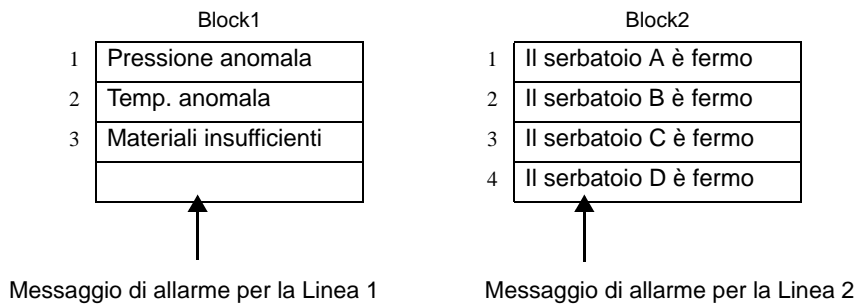 Block1
1 Pressione anomala
2 Temp. anomala
3 Materiali insufficienti
Messaggio di allarme per la Linea 1
Block2
1 Il serbatoio A è fermo
2 Il serbatoio B è fermo
3 Il serbatoio C è fermo
4 Il serbatoio D è fermo
Messaggio di allarme per la Linea 2